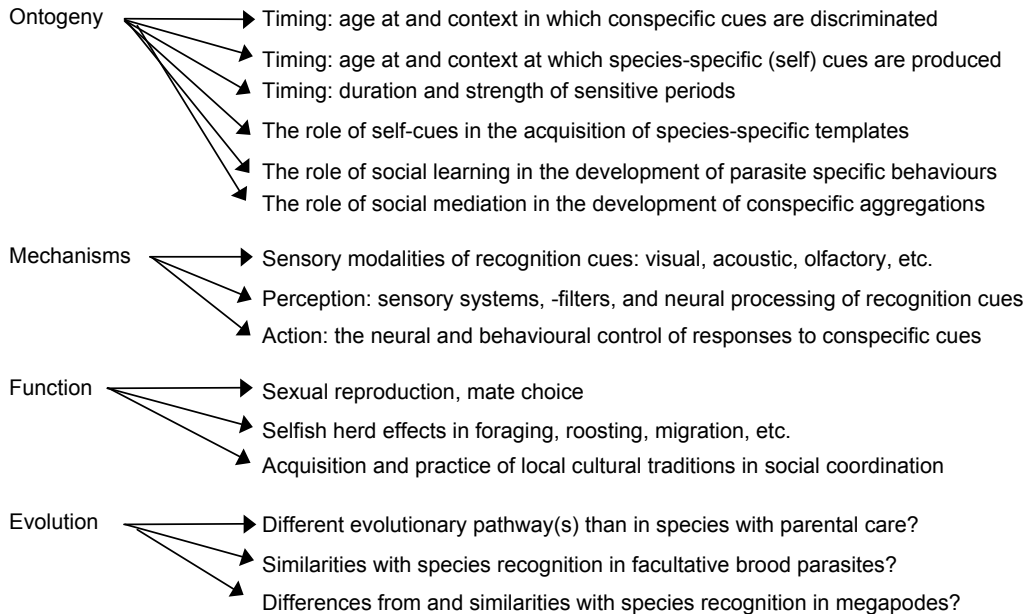 Ontogeny
Timing: age at and context in which conspecific cues are discriminated
Timing: age at and context at which species-specific (self) cues are produced
Timing: duration and strength of sensitive periods
The role of self-cues in the acquisition of species-specific templates
The role of social learning in the development of parasite specific behaviours
The role of social mediation in the development of conspecific aggregations
Mechanisms
Sensory modalities of recognition cues: visual, acoustic, olfactory, etc.
Perception: sensory systems, -filters, and neural processing of recognition cues
Action: the neural and behavioural control of responses to conspecific cues
Function
Sexual reproduction, mate choice
Selfish herd effects in foraging, roosting, migration, etc.
Acquisition and practice of local cultural traditions in social coordination
Evolution
Different evolutionary pathway(s) than in species with parental care?
Similarities with species recognition in facultative brood parasites?
Differences from and similarities with species recognition in megapodes?